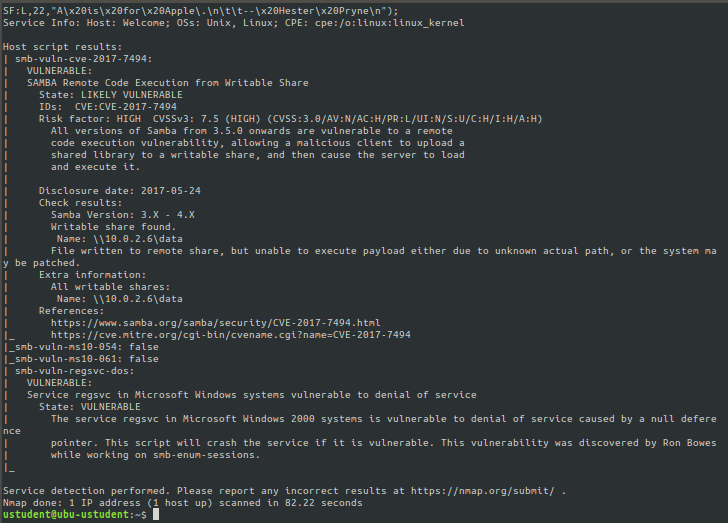 SF:L,22,"A\x20is\x20for\x20Apple\.\n\t\t--\x20Hester\x20Pryne\n");
Service Info: Host: Welcome; OSs: Unix, Linux; CPE: cpe:/o:linux:linux_kernel

Host script results:
| smb-vuln-cve-2017-7494:
|   VULNERABLE:
|   SAMBA Remote Code Execution from Writable Share
|     State: LIKELY VULNERABLE
|     IDs:  CVE:CVE-2017-7494
|     Risk factor: HIGH  CVSSv3: 7.5 (HIGH) (CVSS:3.0/AV:N/AC:H/PR:L/UI:N/S:U/C:H/I:H/A:H)
|       All versions of Samba from 3.5.0 onwards are vulnerable to a remote
|       code execution vulnerability, allowing a malicious client to upload a
|       shared library to a writable share, and then cause the server to load
|       and execute it.
|
|     Disclosure date: 2017-05-24
|     Check results:
|       Samba Version: 3.X - 4.X
|       Writable share found.
|        Name: \\10.0.2.6\data
|       File written to remote share, but unable to execute payload either due to unknown actual path, or the system ma
y be patched.
|     Extra information:
|       All writable shares:
|        Name: \\10.0.2.6\data
|     References:
|       https://www.samba.org/samba/security/CVE-2017-7494.html
|_      https://cve.mitre.org/cgi-bin/cvename.cgi?name=CVE-2017-7494
|_smb-vuln-ms10-054: false
|_smb-vuln-ms10-061: false
| smb-vuln-regsvc-dos:
|   VULNERABLE:
|   Service regsvc in Microsoft Windows systems vulnerable to denial of service
|     State: VULNERABLE
|       The service regsvc in Microsoft Windows 2000 systems is vulnerable to denial of service caused by a null defere
nce
|       pointer. This script will crash the service if it is vulnerable. This vulnerability was discovered by Ron Bowes
|       while working on smb-enum-sessions.
|_

Service detection performed. Please report any incorrect results at https://nmap.org/submit/ .
Nmap done: 1 IP address (1 host up) scanned in 82.22 seconds
ustudent@ubu-ustudent:~$